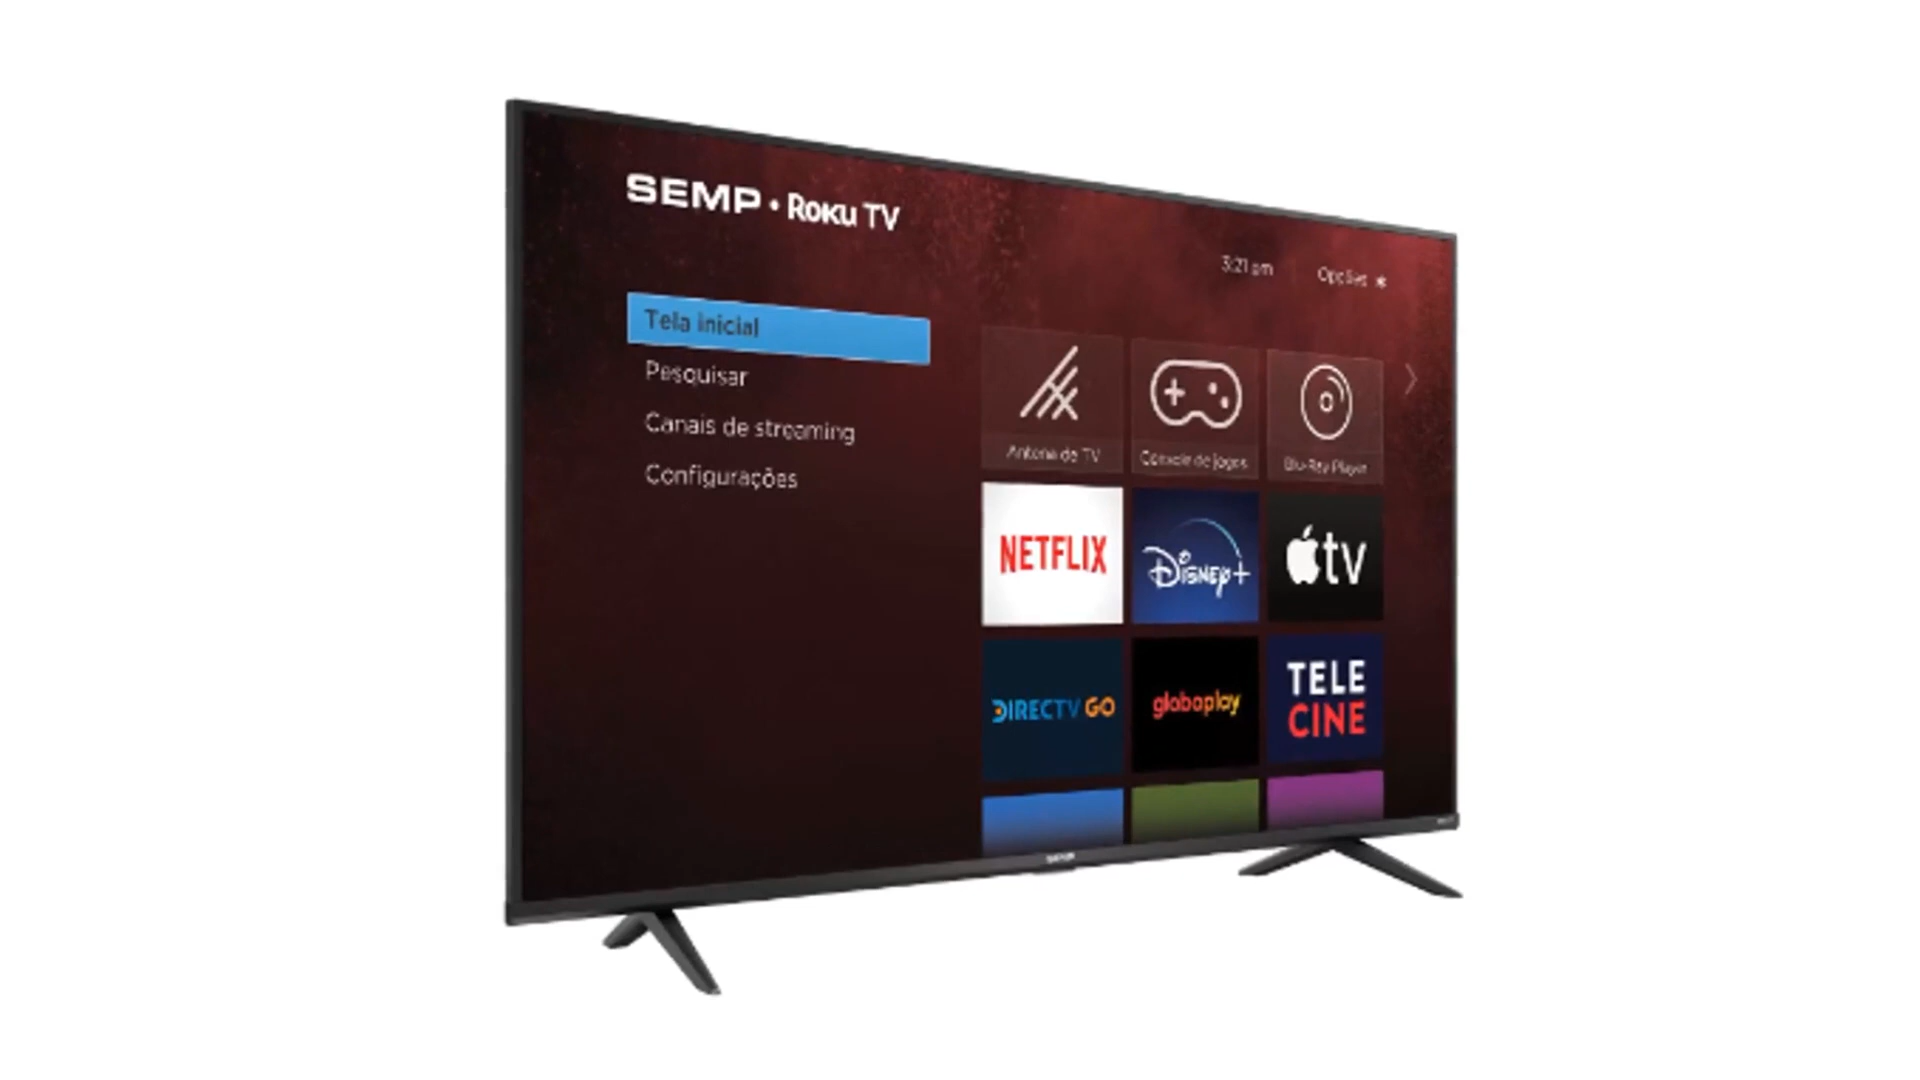 SEMP • Roku TV
3:21 pm
Opções *
Tela inicial
Pesquisar
Canais de streaming
Configurações
Antena de TV
Console de jogos
Blu-Ray Player
NETFLIX
Disney+
tv
DIRECTV GO
globoplay
TELE
CINE
SEMP